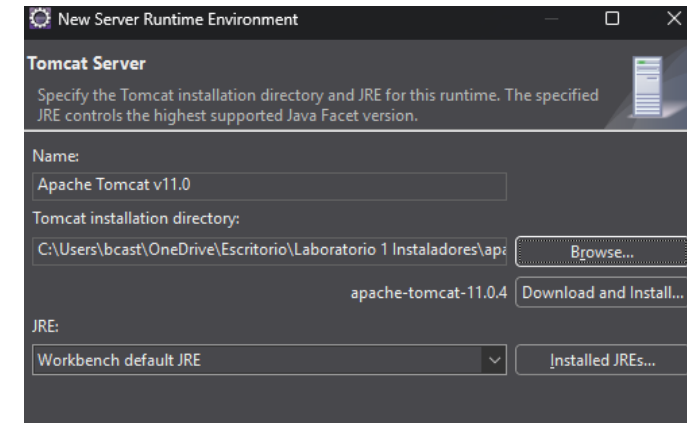 New Server Runtime Environment
Tomcat Server
Specify the Tomcat installation directory and JRE for this runtime. The specified
JRE controls the highest supported Java Facet version.
Name:
Apache Tomcat v11.0
Tomcat installation directory:
C:\Users\bcast\OneDrive\Escritorio\Laboratorio 1 Instaladores\apa
Browse...
apache-tomcat-11.0.4 Download and Install...
JRE:
Workbench default JRE
Installed JREs...